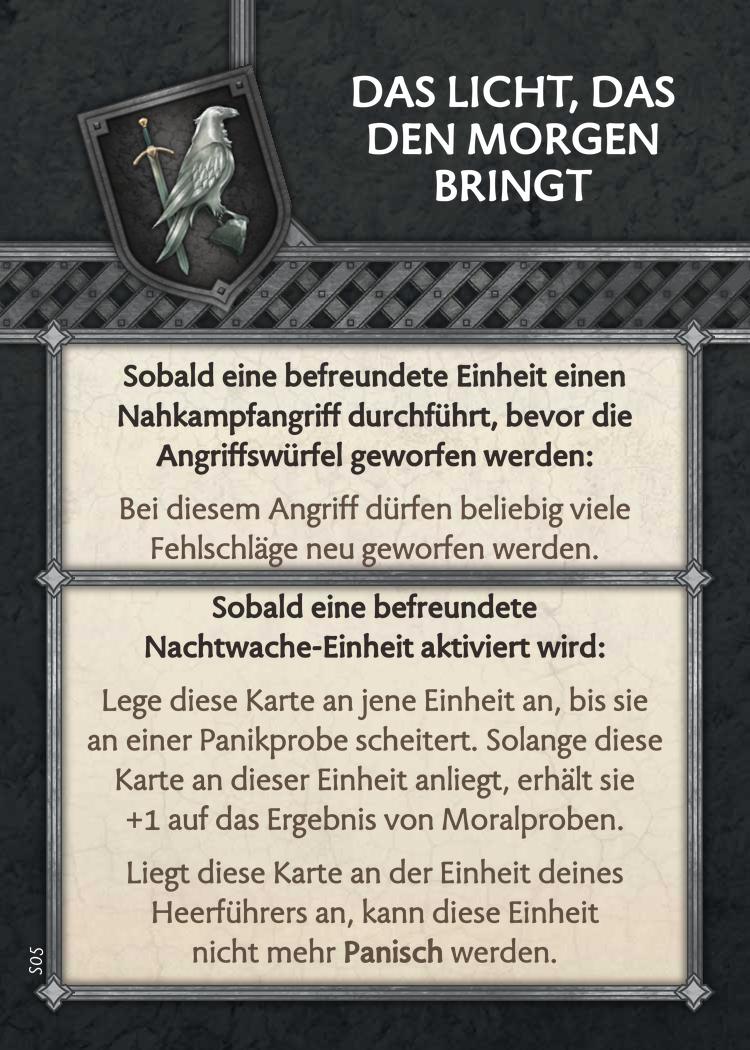 DAS LICHT, DAS
DEN MORGEN
BRINGT
Sobald eine befreundete Einheit einen
Nahkampfangriff durchführt, bevor die
Angriffswürfel geworfen werden:
Bei diesem Angriff dürfen beliebig viele
Fehlschläge neu geworfen werden.
Sobald eine befreundete
Nachtwache-Einheit aktiviert wird:
Lege diese Karte an jene Einheit an, bis sie
an einer Panikprobe scheitert. Solange diese
Karte an dieser Einheit anliegt, erhält sie
+1 auf das Ergebnis von Moralproben.
Liegt diese Karte an der Einheit deines
Heerführers an, kann diese Einheit
nicht mehr Panisch werden.
S05